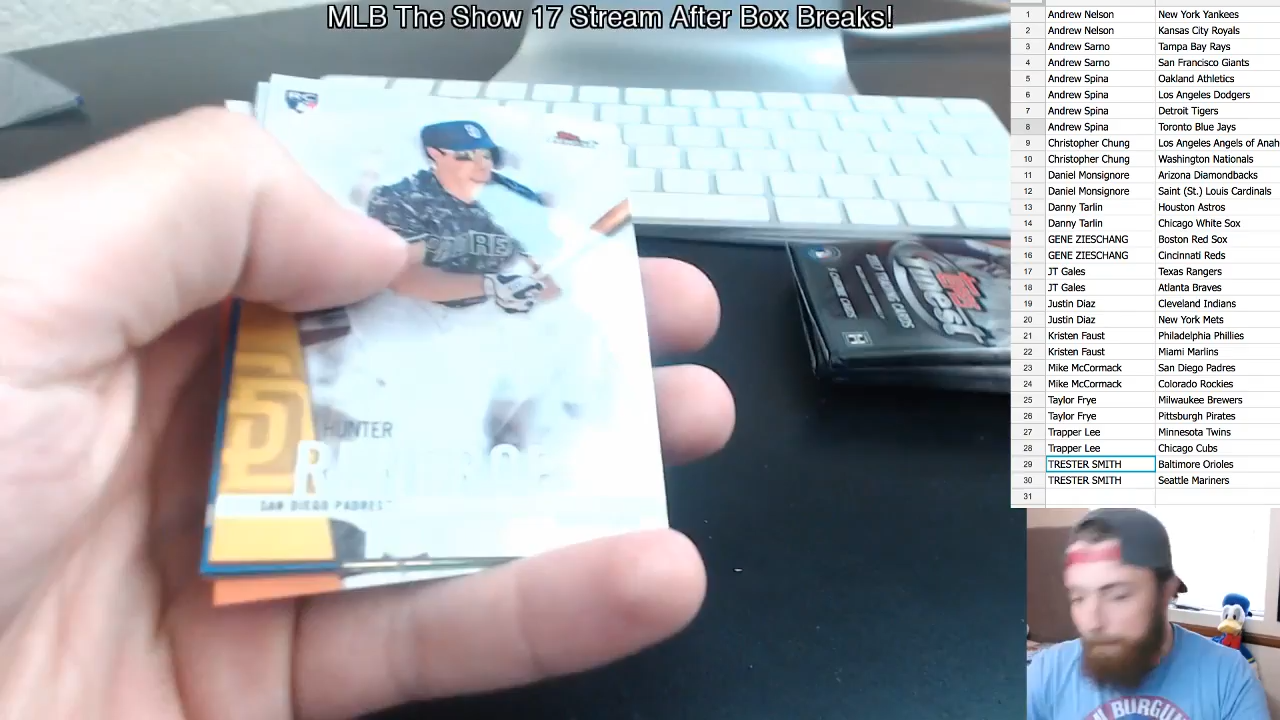 MLB The Show 17 Stream After Box Breaks!
1 Andrew Nelson New York Yankees
2 Andrew Nelson Kansas City Royals
3 Andrew Sarno Tampa Bay Rays
4 Andrew Sarno San Francisco Giants
5 Andrew Spina Oakland Athletics
6 Andrew Spina Los Angeles Dodgers
7 Andrew Spina Detroit Tigers
8 Andrew Spina Toronto Blue Jays
9 Christopher Chung Los Angeles Angels of Anah
10 Christopher Chung Washington Nationals
11 Daniel Monsignore Arizona Diamondbacks
12 Daniel Monsignore Saint (St.) Louis Cardinals
13 Danny Tarlin Houston Astros
14 Danny Tarlin Chicago White Sox
15 GENE ZIESCHANG Boston Red Sox
16 GENE ZIESCHANG Cincinnati Reds
17 JT Gales Texas Rangers
18 JT Gales Atlanta Braves
19 Justin Diaz Cleveland Indians
20 Justin Diaz New York Mets
21 Kristen Faust Philadelphia Phillies
22 Kristen Faust Miami Marlins
23 Mike McCormack San Diego Padres
24 Mike McCormack Colorado Rockies
25 Taylor Frye Milwaukee Brewers
26 Taylor Frye Pittsburgh Pirates
27 Trapper Lee Minnesota Twins
28 Trapper Lee Chicago Cubs
29 TRESTER SMITH Baltimore Orioles
30 TRESTER SMITH Seattle Mariners
31
RC
HUNTER
SAN DIEGO PADRES
topps
finest
2017 TRADING CARDS
H
BURGH